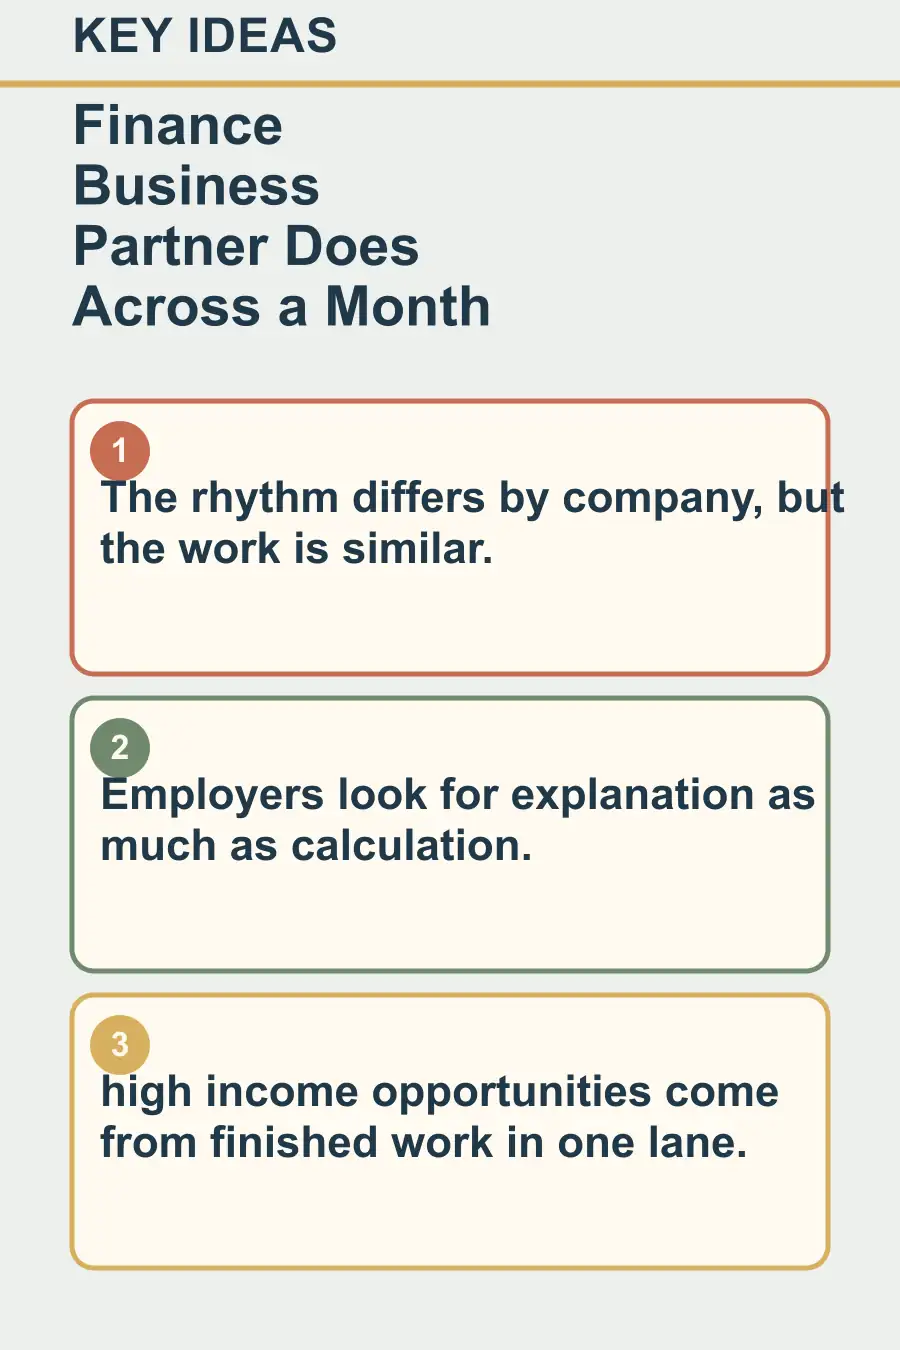 KEY IDEAS
Finance
Business
Partner Does
Across a Month
1
The rhythm differs by company, but
the work is similar.
2
Employers look for explanation as
much as calculation.
3
high income opportunities come
from finished work in one lane.